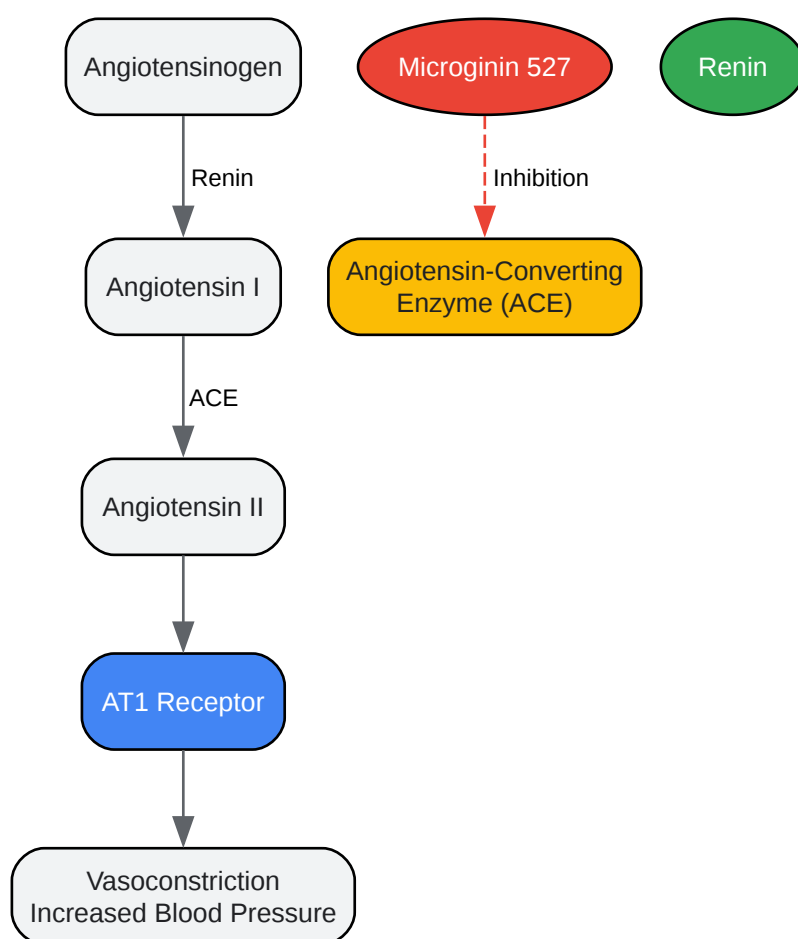 Angiotensinogen
Microginin 527
Renin
Renin
Inhibition
Angiotensin I
Angiotensin-Converting
Enzyme (ACE)
ACE
Angiotensin II
AT1 Receptor
Vasoconstriction
Increased Blood Pressure